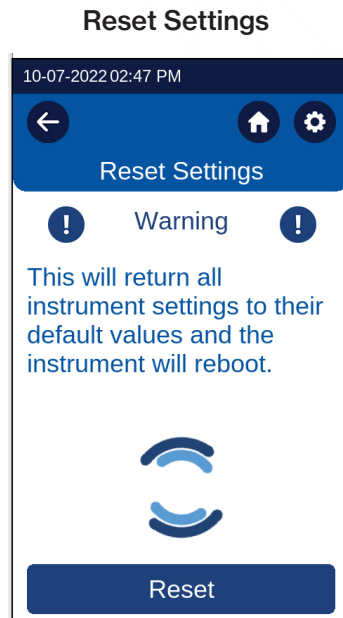 Reset Settings
10-07-2022 02:47 PM
Reset Settings
! Warning !
This will return all
instrument settings to their
default values and the
instrument will reboot.
Reset